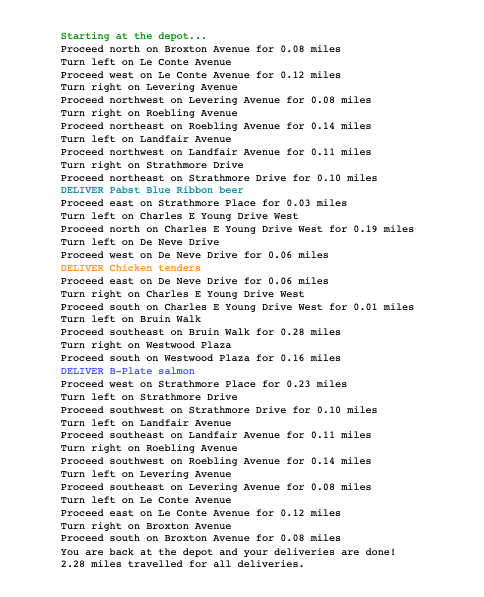 Starting at the depot...
Proceed north on Broxton Avenue for 0.08 miles
Turn left on Le Conte Avenue
Proceed west on Le Conte Avenue for 0.12 miles
Turn right on Levering Avenue
Proceed northwest on Levering Avenue for 0.08 miles
Turn right on Roebling Avenue
Proceed northeast on Roebling Avenue for 0.14 miles
Turn left on Landfair Avenue
Proceed northwest on Landfair Avenue for 0.11 miles
Turn right on Strathmore Drive
Proceed northeast on Strathmore Drive for 0.10 miles
DELIVER Pabst Blue Ribbon beer
Proceed east on Strathmore Place for 0.03 miles
Turn left on Charles E Young Drive West
Proceed north on Charles E Young Drive West for 0.19 miles
Turn left on De Neve Drive
Proceed west on De Neve Drive for 0.06 miles
DELIVER Chicken tenders
Proceed east on De Neve Drive for 0.06 miles
Turn right on Charles E Young Drive West
Proceed south on Charles E Young Drive West for 0.01 miles
Turn left on Bruin Walk
Proceed southeast on Bruin Walk for 0.28 miles
Turn right on Westwood Plaza
Proceed south on Westwood Plaza for 0.16 miles
DELIVER B-Plate salmon
Proceed west on Strathmore Place for 0.23 miles
Turn left on Strathmore Drive
Proceed southwest on Strathmore Drive for 0.10 miles
Turn left on Landfair Avenue
Proceed southeast on Landfair Avenue for 0.11 miles
Turn right on Roebling Avenue
Proceed southwest on Roebling Avenue for 0.14 miles
Turn left on Levering Avenue
Proceed southeast on Levering Avenue for 0.08 miles
Turn left on Le Conte Avenue
Proceed east on Le Conte Avenue for 0.12 miles
Turn right on Broxton Avenue
Proceed south on Broxton Avenue for 0.08 miles
You are back at the depot and your deliveries are done!
2.28 miles travelled for all deliveries.